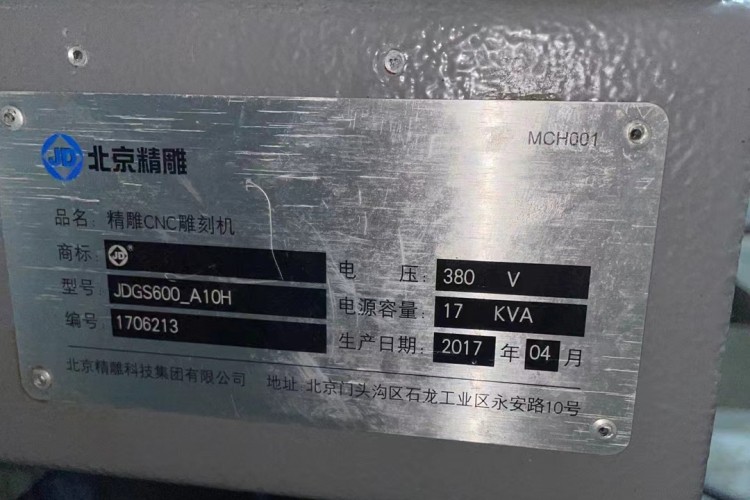 MCH001
JD 北京精雕
品名: 精雕CNC雕刻机
商标: JD®
型号: JDGS600_A10H
编号: 1706213
电 压: 380 V
电源容量: 17 KVA
生产日期: 2017 年 04 月
北京精雕科技集团有限公司 地址 北京门头沟区石龙工业区永安路10号